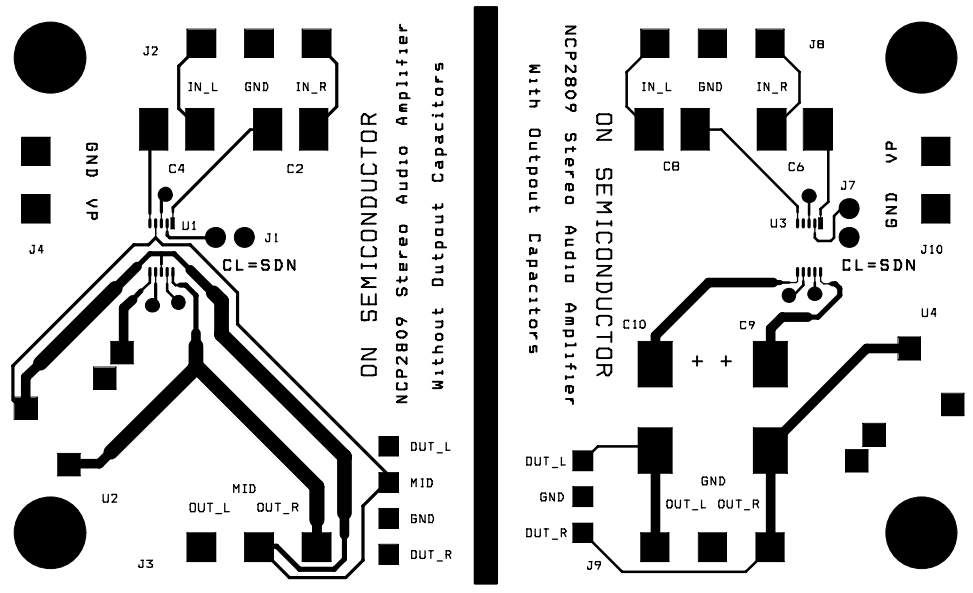 J2
IN_L GND IN_R
C4
C2
GND
VP
J4
U1
J1
CL=SDN
ON SEMICONDUCTOR
NCP2809 Stereo Audio Amplifier
Without Outpout Capacitors
U2
MID
OUT_L OUT_R
J3
OUT_L
MID
GND
OUT_R
J8
IN_L GND IN_R
C8
C6
VP
GND
J7
J10
U3
CL=SDN
NCP2809 Stereo Audio Amplifier
With Outpout Capacitors
ON SEMICONDUCTOR
C10
C9
U4
+ +
OUT_L
GND
OUT_R
GND
OUT_L OUT_R
J9